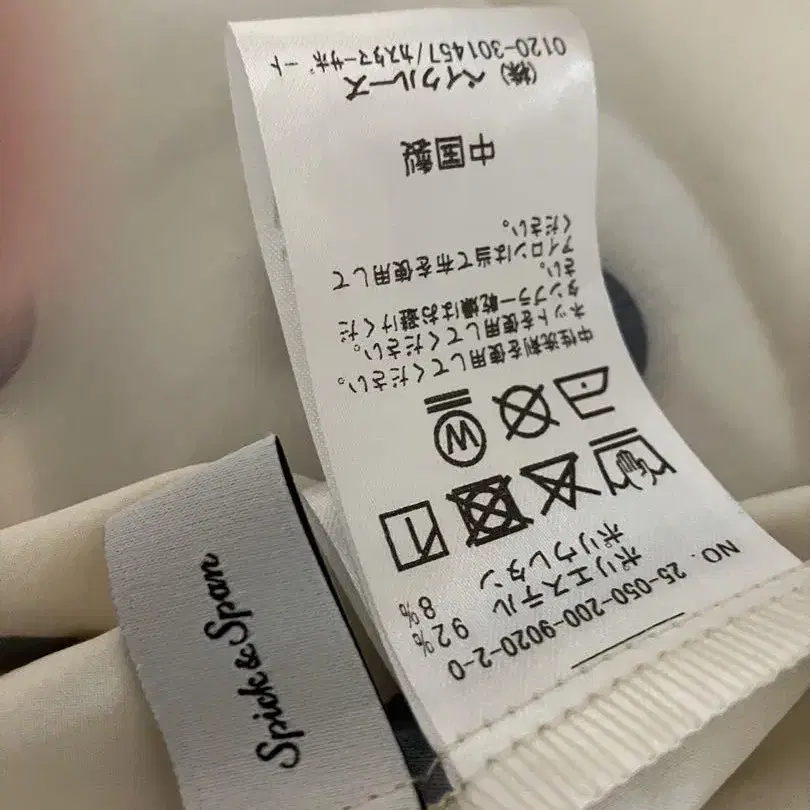 NO. 25-050-200-9020-2-0
ポリエステル 92%
ポリウレタン 8%
W
中性洗剤を使用してください。
ネットを使用してください。
タンブラー乾燥はお避けくだ
さい。
アイロンは当て布を使用して
ください。
中国製
(株) ベイクルーズ
0120-301457/カスタマーサポート
Spick & Span